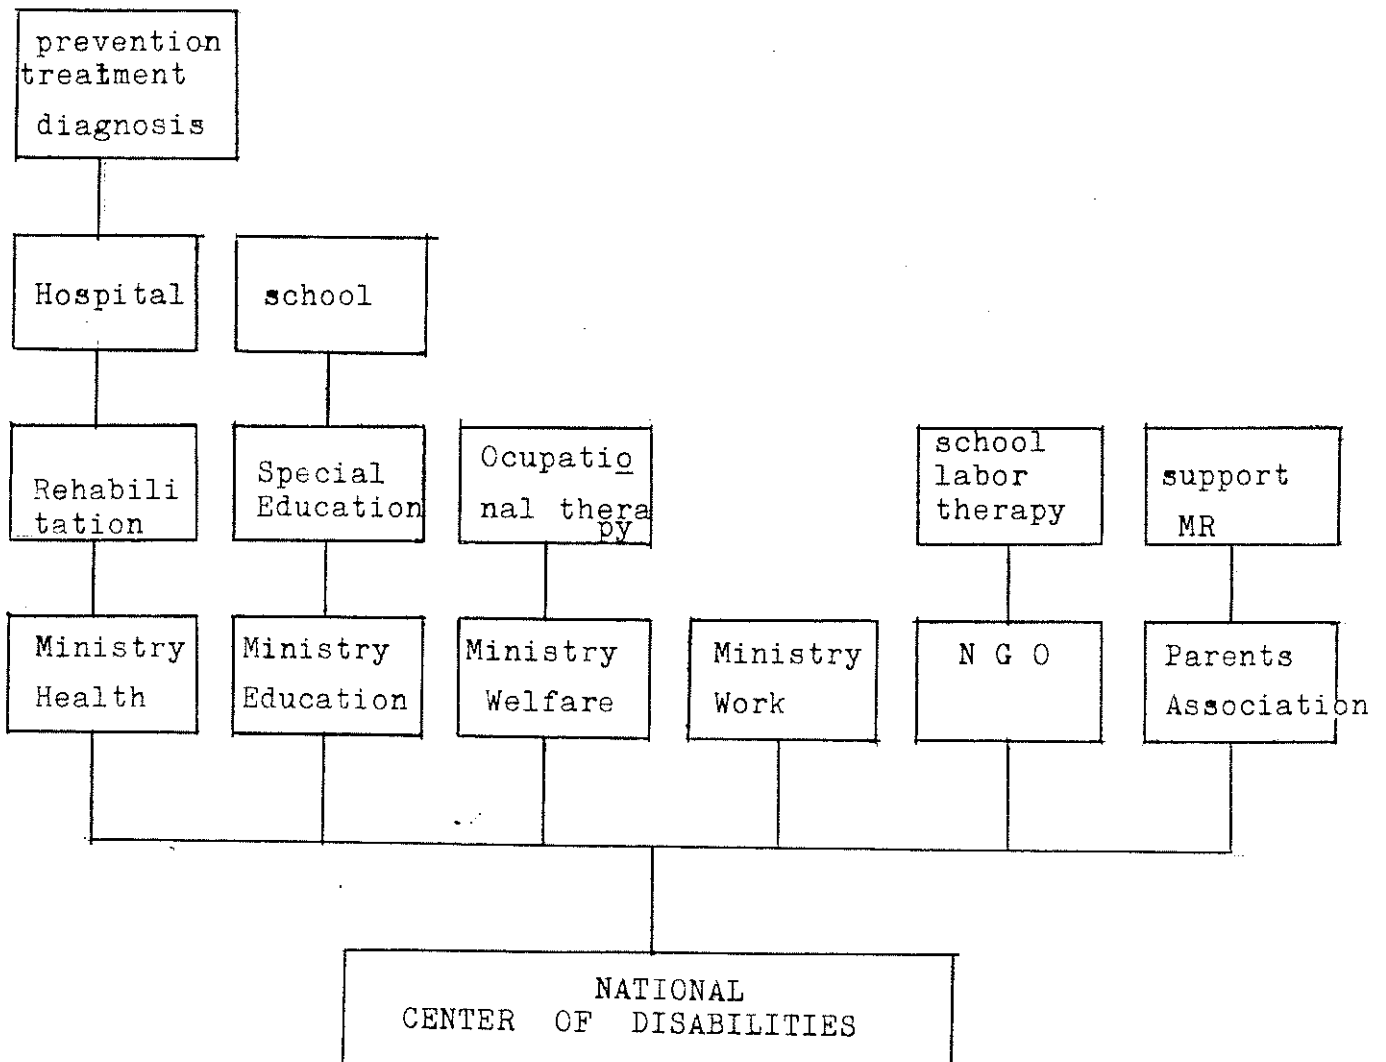 prevention
treatment
diagnosis
Hospital
school
Rehabili
tation
Special
Education
Ocupatio
nal thera
py
school
labor
therapy
support
MR
Ministry
Health
Ministry
Education
Ministry
Welfare
Ministry
Work
N G O
Parents
Association
NATIONAL
CENTER OF DISABILITIES